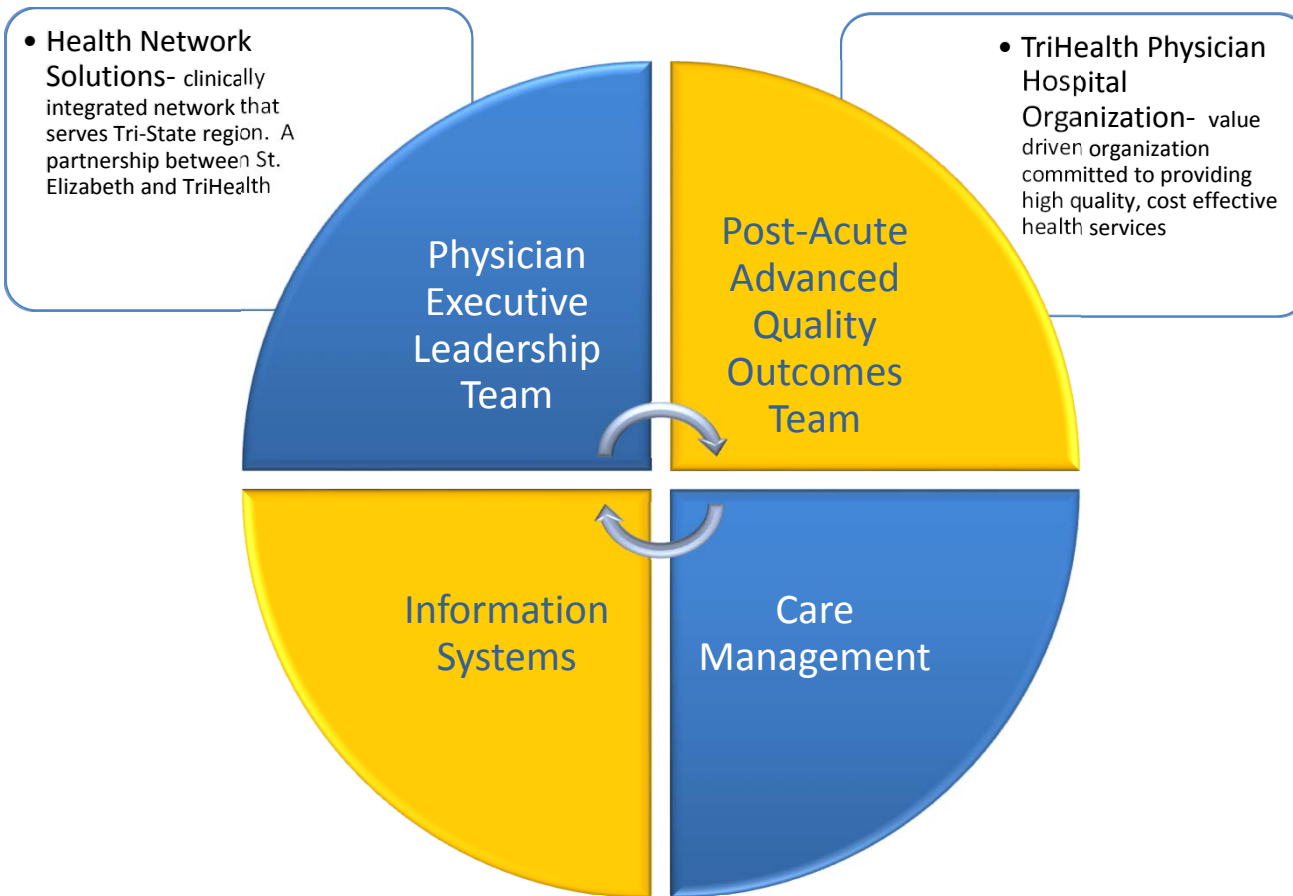 • Health Network
Solutions- clinically
integrated network that
serves Tri-State region. A
partnership between St.
Elizabeth and TriHealth
• TriHealth Physician
Hospital
Organization- value
driven organization
committed to providing
high quality, cost effective
health services
Physician
Executive
Leadership
Team
Post-Acute
Advanced
Quality
Outcomes
Team
Information
Systems
Care
Management